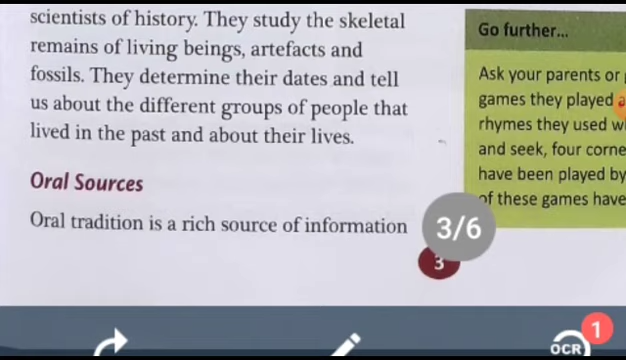 scientists of history. They study the skeletal
remains of living beings, artefacts and
fossils. They determine their dates and tell
us about the different groups of people that
lived in the past and about their lives.
Oral Sources
Oral tradition is a rich source of information
Go further...
Ask your parents or
games they played
rhymes they used
and seek, four
have been played by
of these games have
3/6
3
OCR
1